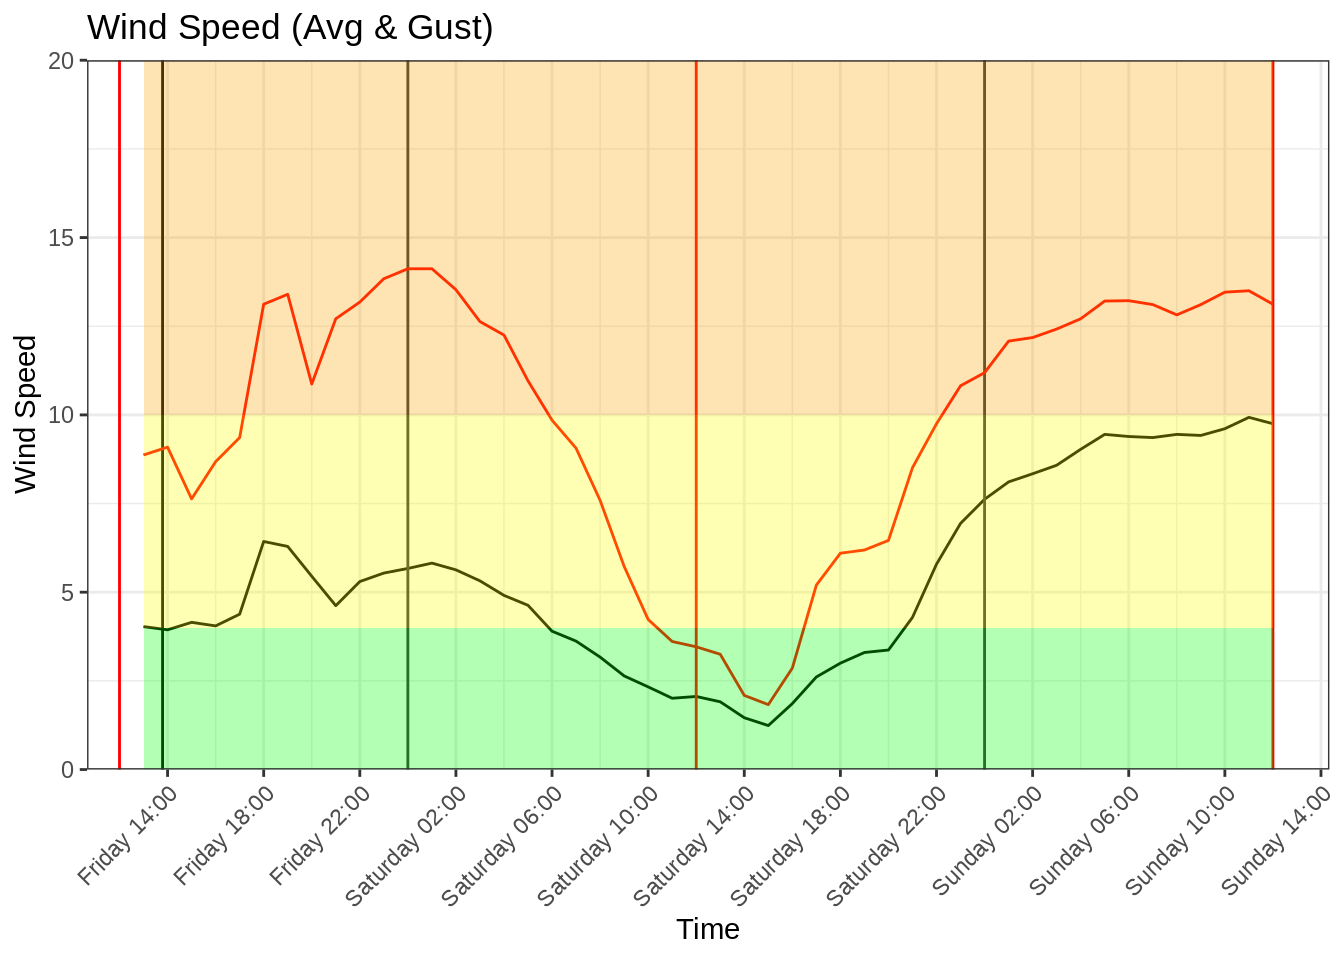 Wind Speed (Avg & Gust)
20
15
10
5
0
Wind Speed
Friday 14:00
Friday 18:00
Friday 22:00
Saturday 02:00
Saturday 06:00
Saturday 10:00
Saturday 14:00
Saturday 18:00
Saturday 22:00
Sunday 02:00
Sunday 06:00
Sunday 10:00
Sunday 14:00
Time